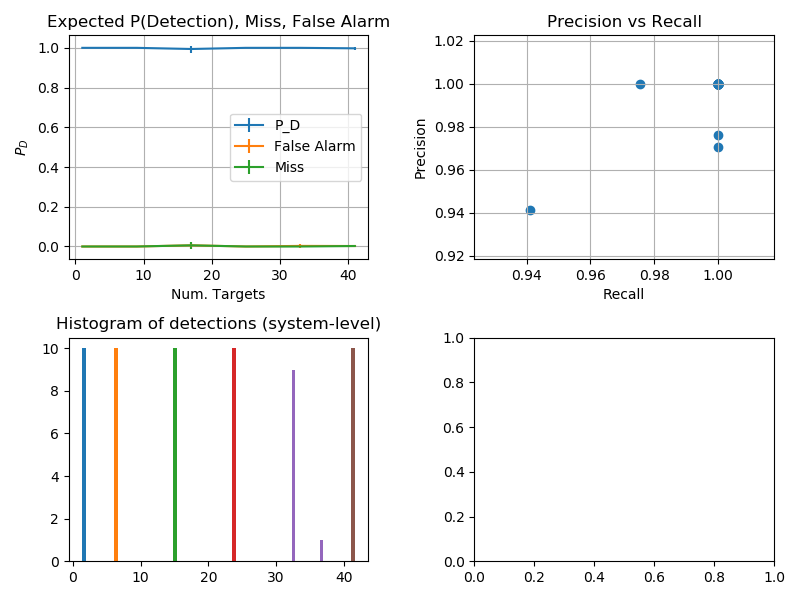 Expected P(Detection), Miss, False Alarm
1.0
0.8
0.6
0.4
0.2
0.0
P_D
P_D
False Alarm
Miss
0 10 20 30 40
Num. Targets
Precision vs Recall
1.02
1.00
0.98
0.96
0.94
0.92
Precision
0.94 0.96 0.98 1.00
Recall
Histogram of detections (system-level)
10
8
6
4
2
0
0 10 20 30 40
1.0
0.8
0.6
0.4
0.2
0.0
0.0 0.2 0.4 0.6 0.8 1.0